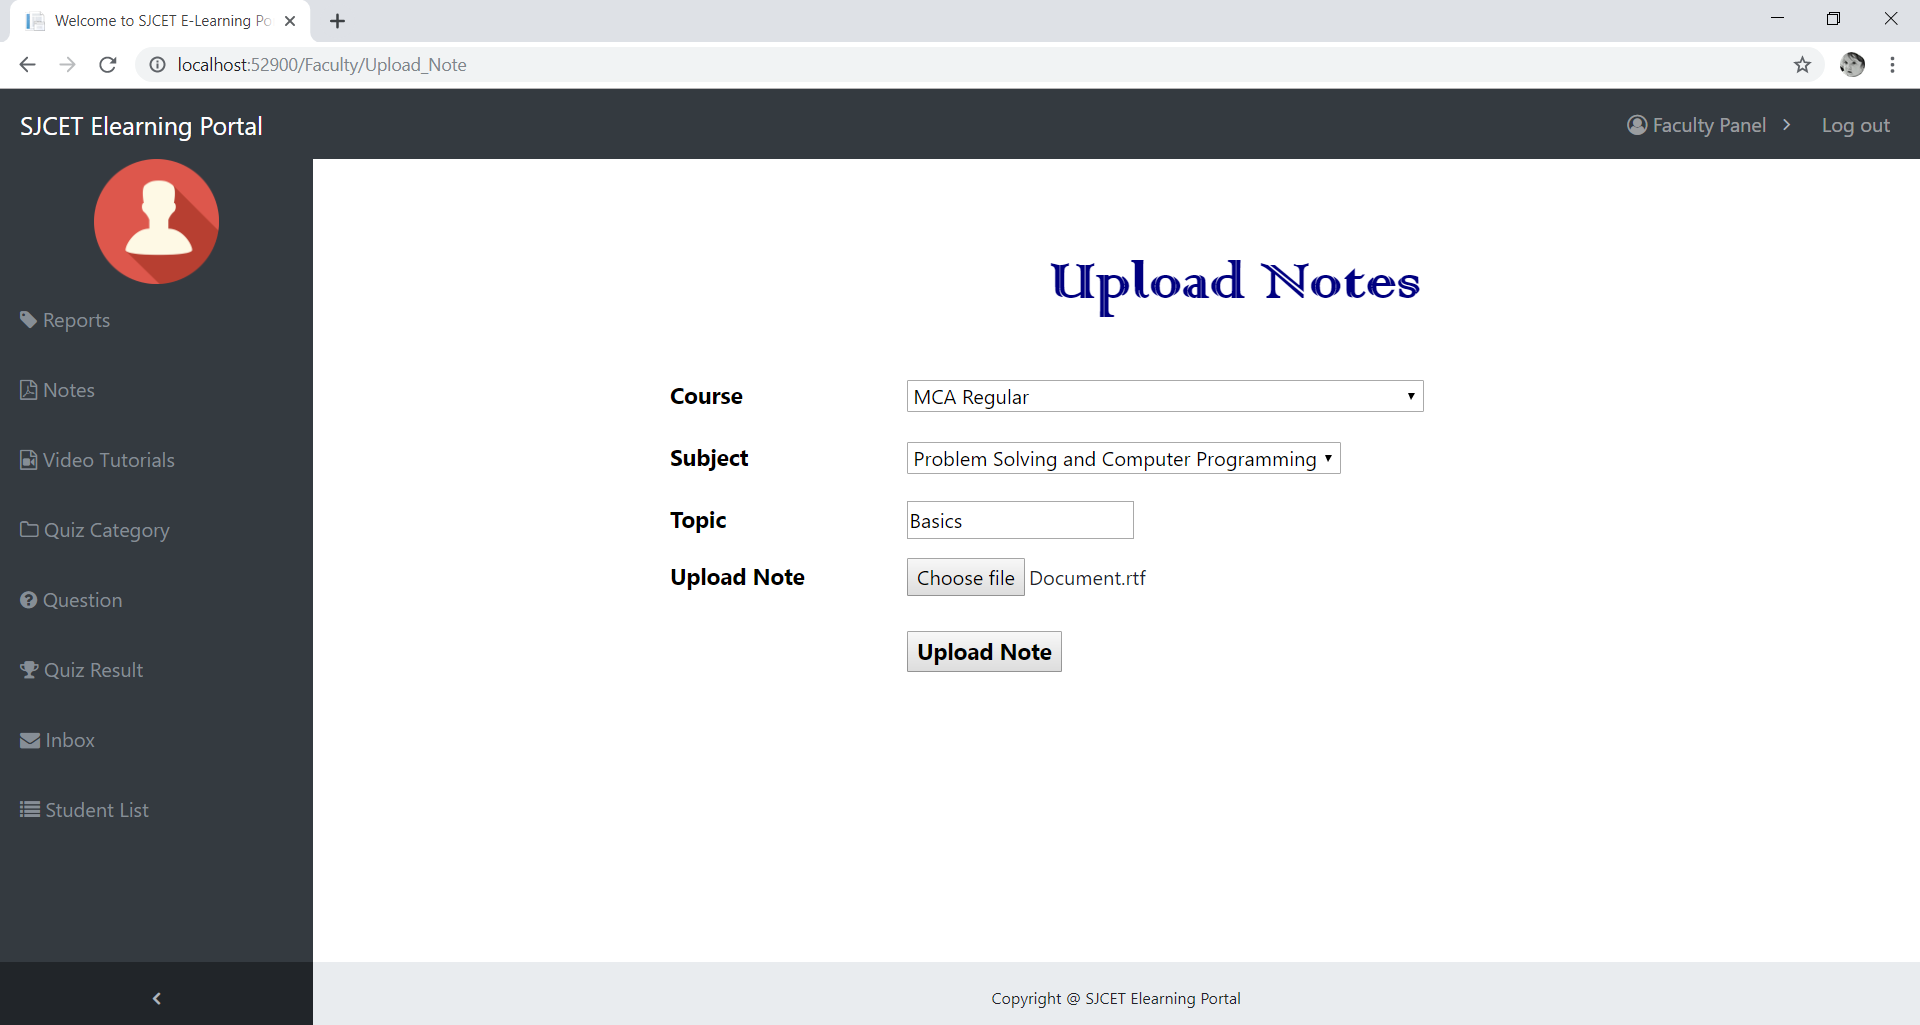 Welcome to SJCET E-Learning Po
localhost:52900/Faculty/Upload_Note
SJCET Elearning Portal
Faculty Panel
Log out
Reports
Notes
Video Tutorials
Quiz Category
Question
Quiz Result
Inbox
Student List
Upload Notes
Course MCA Regular
Subject Problem Solving and Computer Programming
Topic Basics
Upload Note Choose file Document.rtf
Upload Note
Copyright @ SJCET Elearning Portal